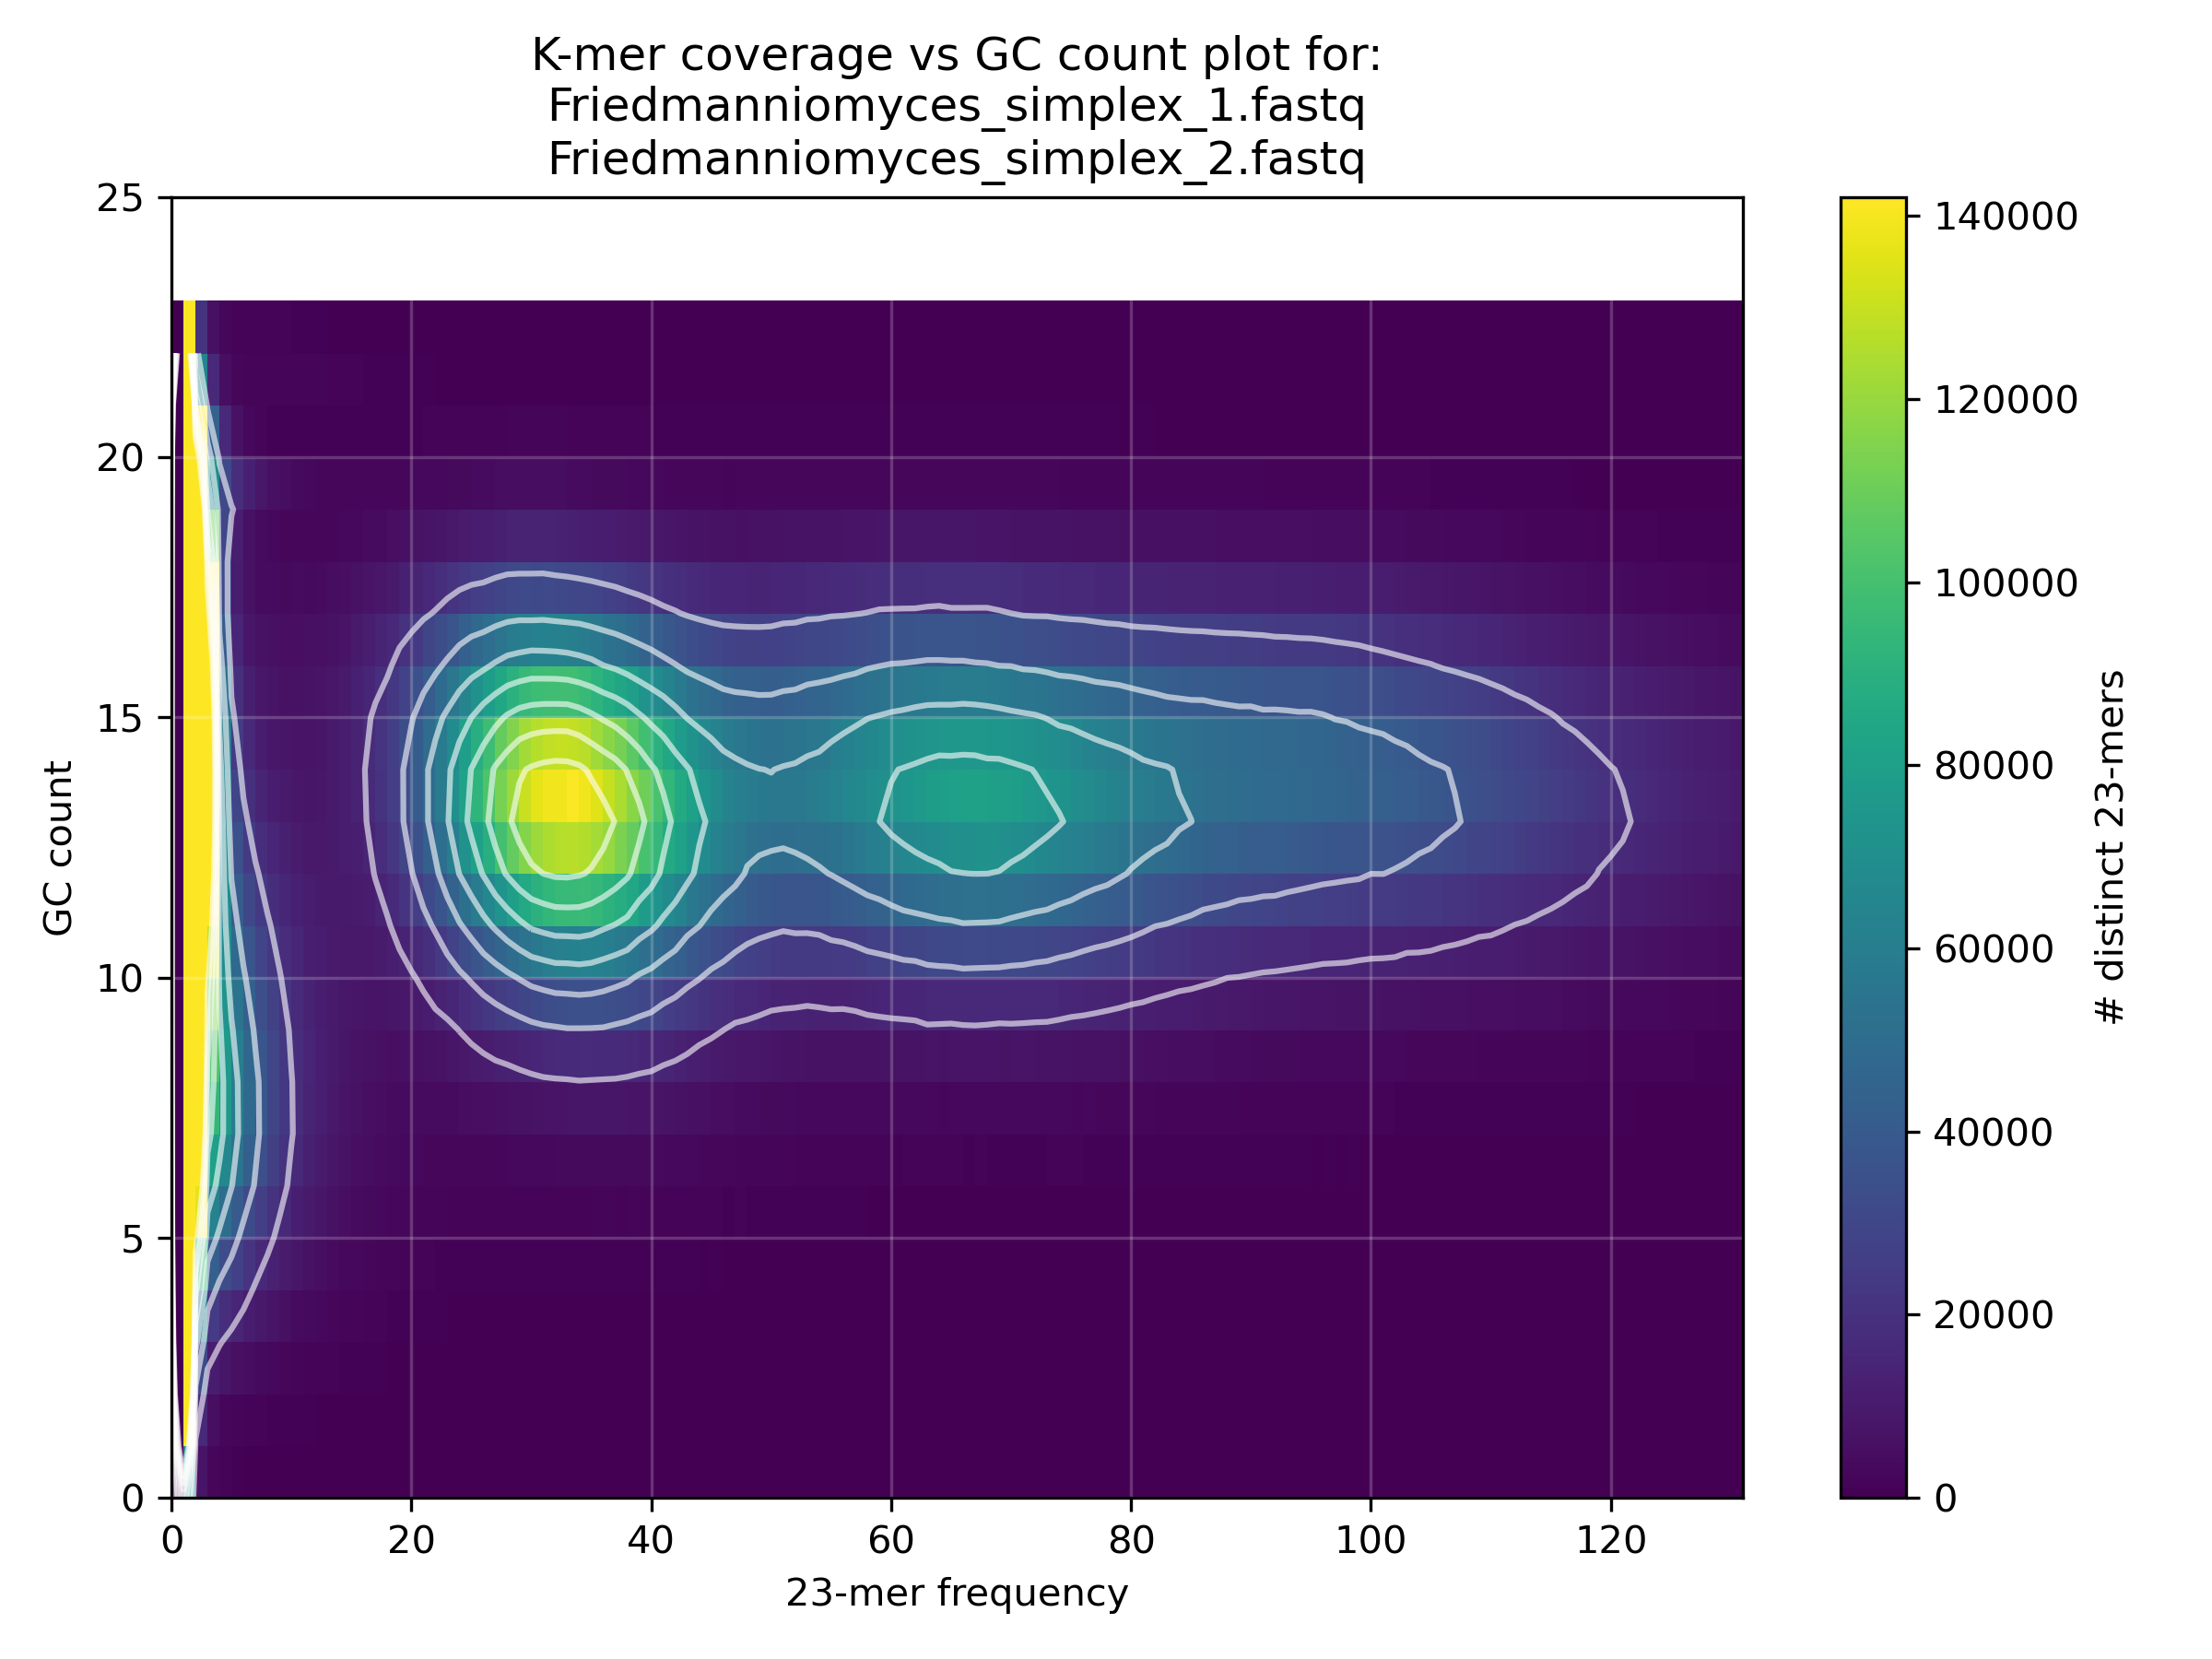 K-mer coverage vs GC count plot for:
Friedmanniomyces_simplex_1.fastq
Friedmanniomyces_simplex_2.fastq
25
20
15
10
5
0
GC count
0 20 40 60 80 100 120
23-mer frequency
140000
120000
100000
80000
60000
40000
20000
0
# distinct 23-mers